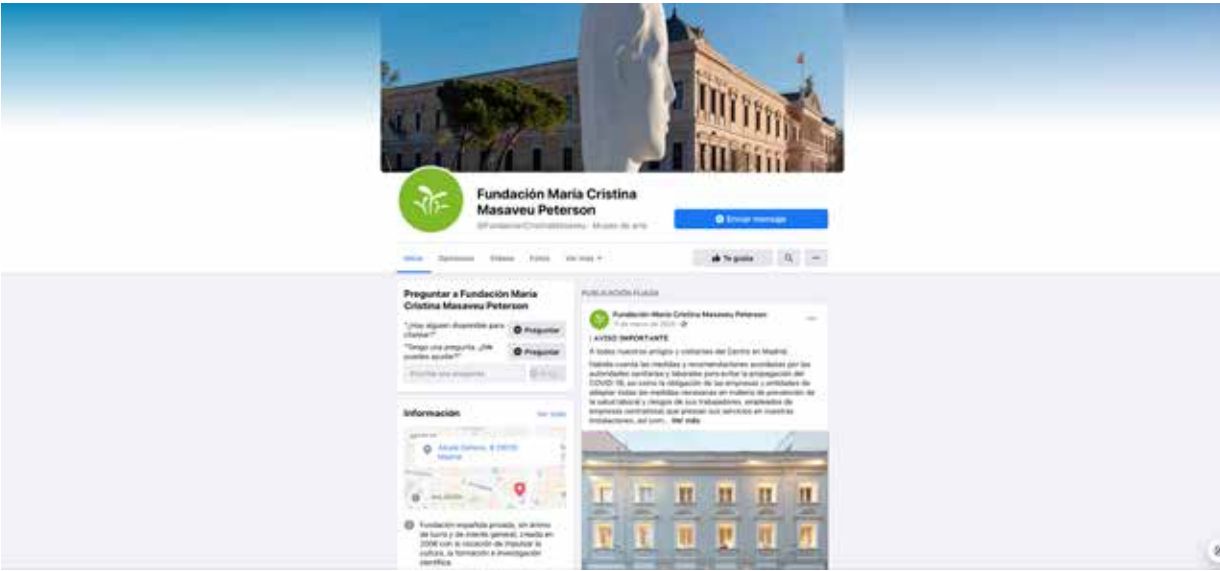 Fundación María Cristina
Masaveu Peterson
Museo de arte
Enviar mensaje
Inicio Opiniones Vídeos Fotos Ver más
Te gusta
Preguntar a Fundación María
Cristina Masaveu Peterson
"¿Hay alguien disponible para
chatear?"
Preguntar
"Tengo una pregunta. ¿Me
puedes ayudar?"
Preguntar
Escribe una pregunta
Información
Ver todo
Alcalá Galiano, 6 28010
Madrid
Fundación española privada, sin ánimo
de lucro y de interés general, creada en
2006 con la vocación de impulsar la
cultura, la formación e investigación
científica.
PUBLICACIÓN FIJADA
Fundación María Cristina Masaveu Peterson
de marzo de 2020
AVISO IMPORTANTE
A todos nuestros amigos y visitantes del Centro en Madrid:
Habida cuenta las medidas y recomendaciones acordadas por las
autoridades sanitarias y laborales para evitar la propagación del
COVID-19, así como la obligación de las empresas y entidades de
adoptar todas las medidas necesarias en materia de prevención de
la salud laboral y riesgos de sus trabajadores, empleados de
empresas contratistas que prestan sus servicios en nuestras
instalaciones, así com... Ver más